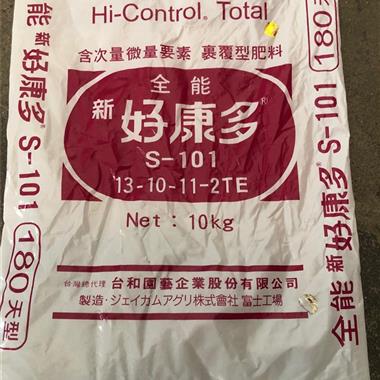 Hi-Control® Total
含次量微量要素 裹覆型肥料
全能
新 好康多®
S-101
13-10-11-2TE
Net：10kg
台灣總代理 台和園藝企業股份有限公司
製造·ジェイカムアグリ株式會社 富士工場
能 新 好康多® S-101 180天型
全能 新 好康多® S-101 180天